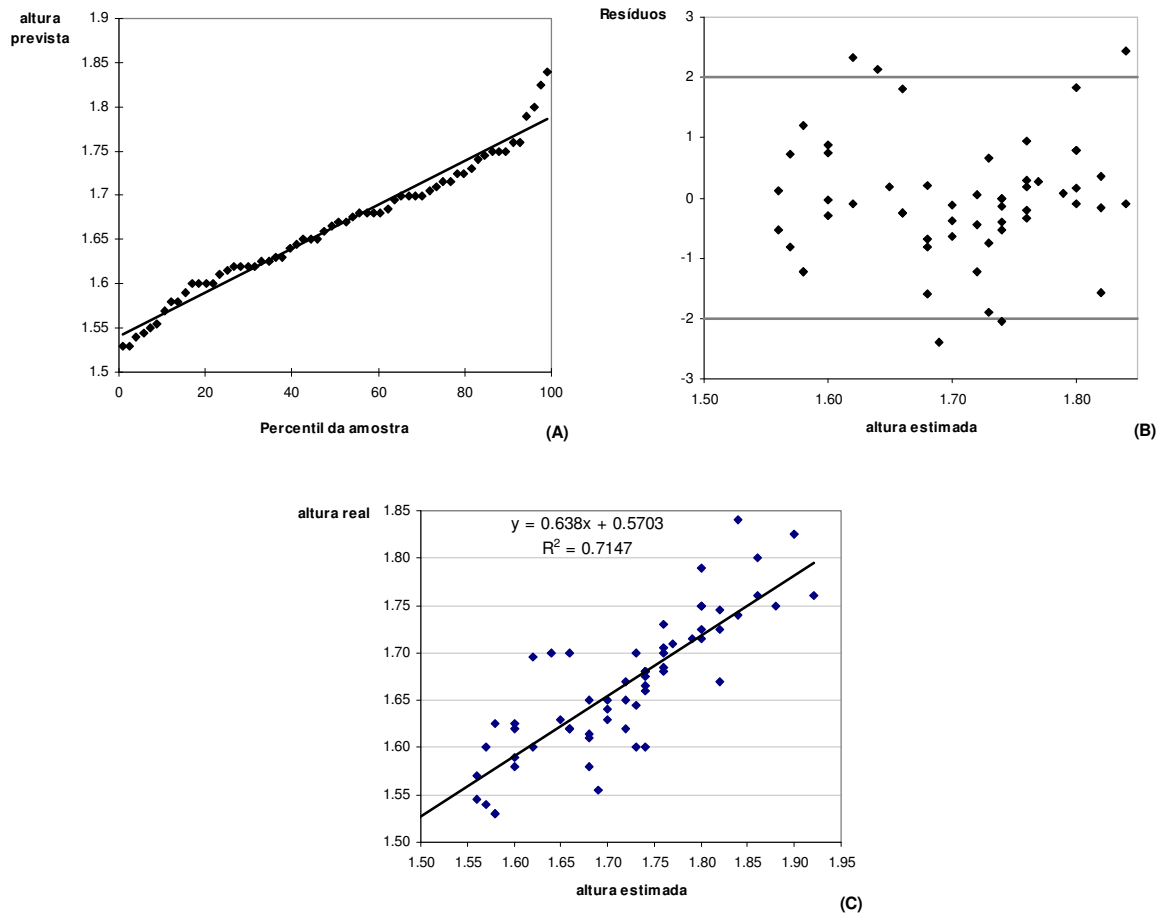 altura
prevista
1.9
1.85
1.8
1.75
1.7
1.65
1.6
1.55
1.5
0 20 40 60 80 100
Percentil da amostra
(A)
Resíduos
3
2
1
0
-1
-2
-3
1.50 1.60 1.70 1.80
altura estimada
(B)
altura real
1.85
1.80
1.75
1.70
1.65
1.60
1.55
1.50
y = 0.638x + 0.5703
R² = 0.7147
1.50 1.55 1.60 1.65 1.70 1.75 1.80 1.85 1.90 1.95
altura estimada
(C)